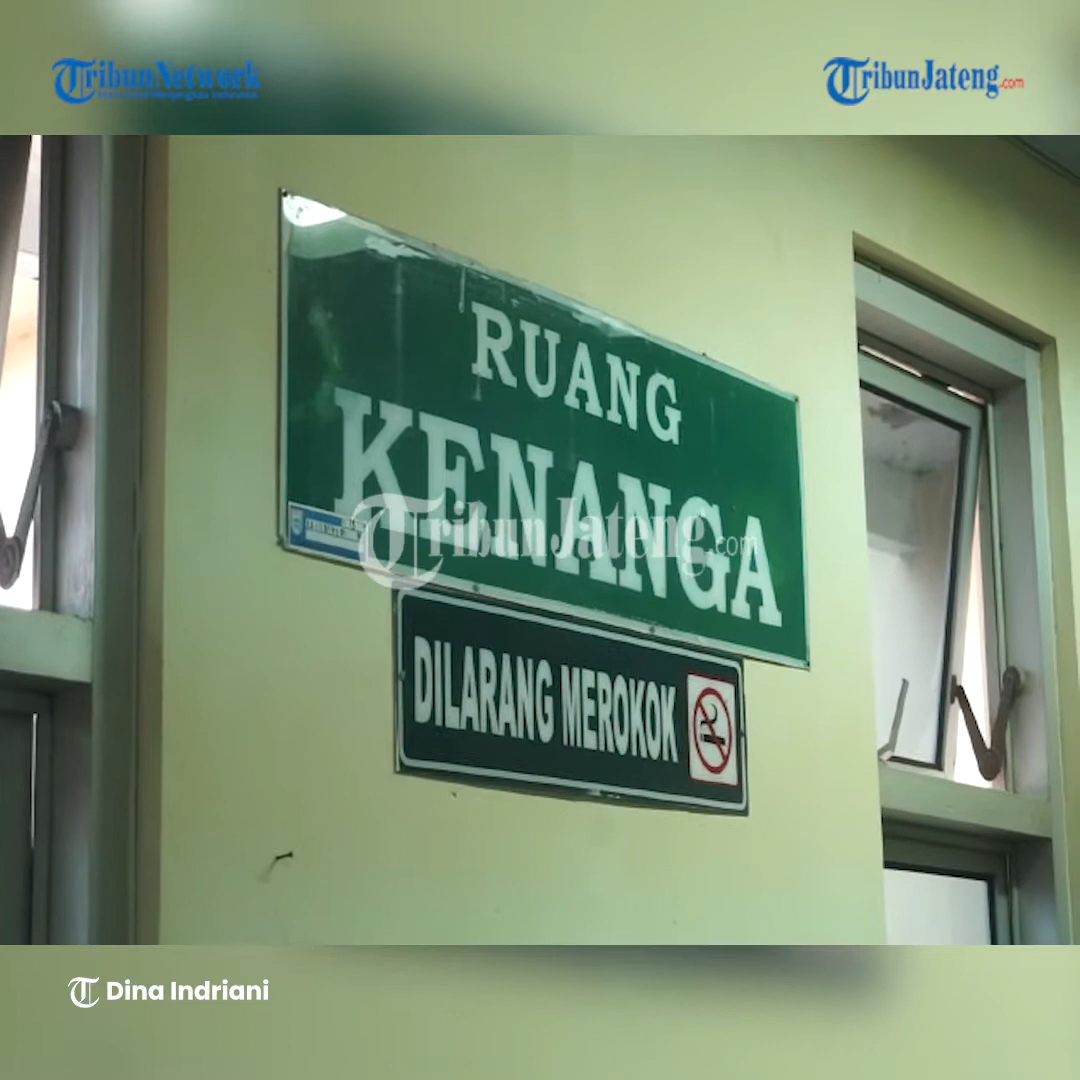 TribunNetwork
TribunJateng.com
RUANG
KENANGA
TribunJateng.com
DILARANG MEROKOK
Dina Indriani